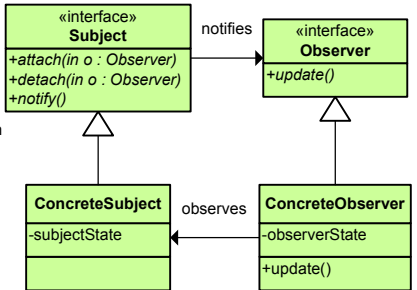 «interface»
Subject
+attach(in o : Observer)
+detach(in o : Observer)
+notify()
notifies
«interface»
Observer
+update()
n
ConcreteSubject
-subjectState
observes
ConcreteObserver
-observerState
+update()